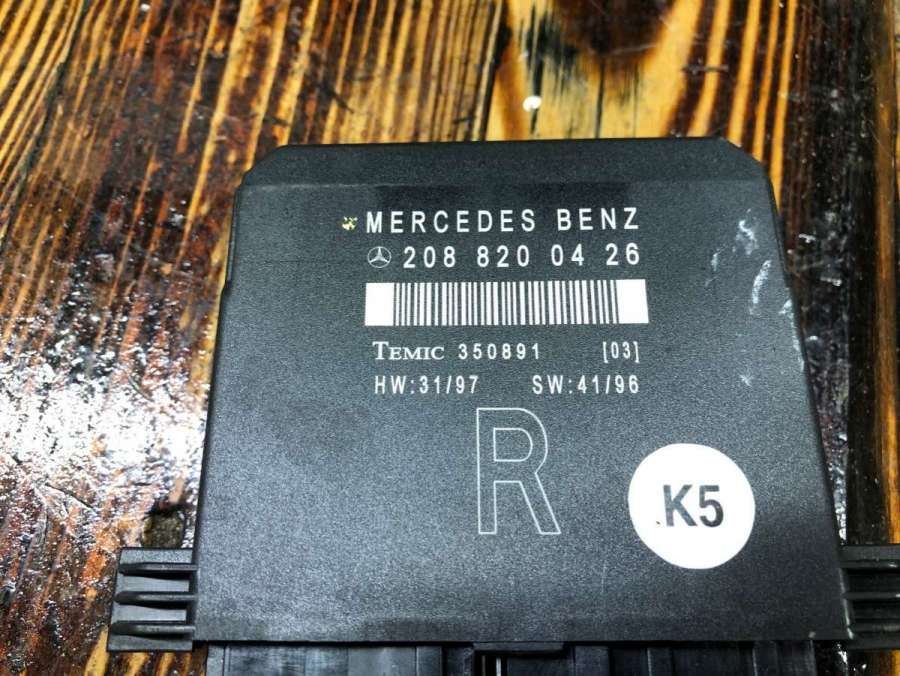 MERCEDES BENZ
208 820 04 26
TEMIC 350891 [03]
HW:31/97 SW:41/96
R
K5